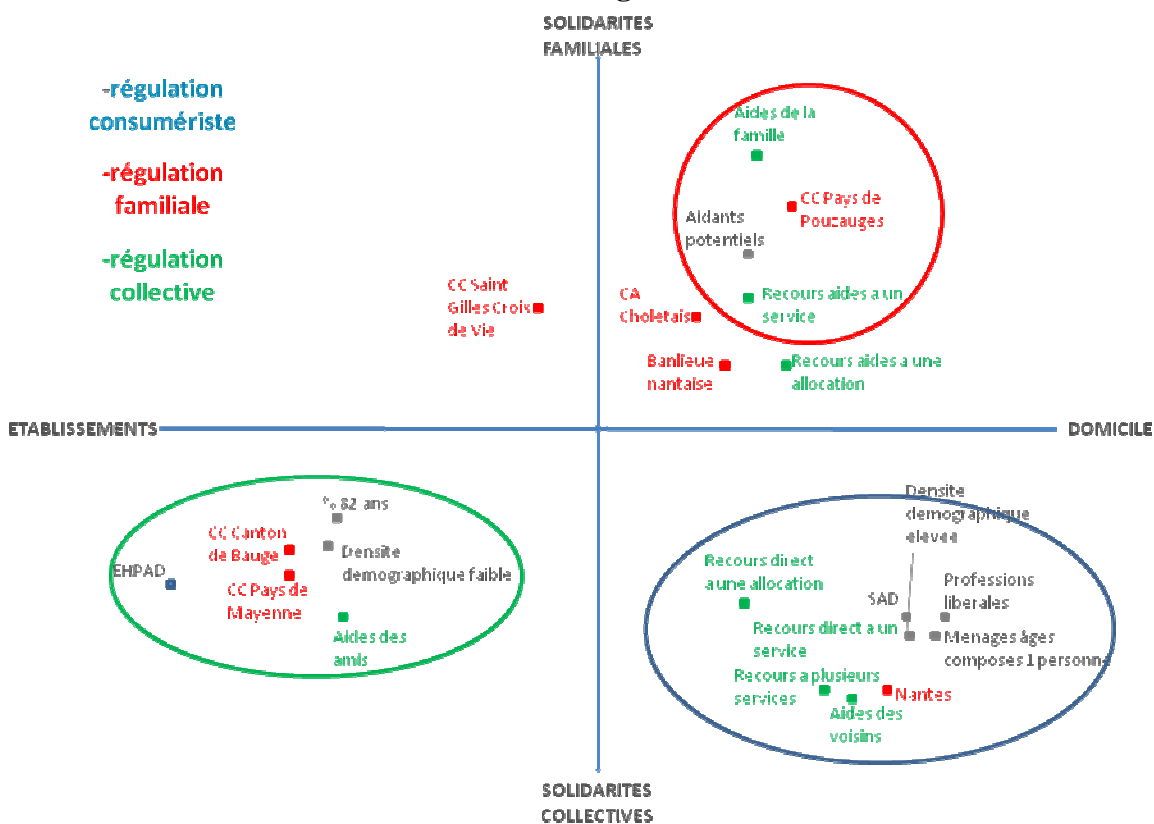 SOLIDARITES
FAMILIALES
-régulation
consumériste
-régulation
familiale
-régulation
collective
Aides de la
famille
CC Pays de
Pouzauges
Aidants
potentiels
CC Saint
Gilles Crois
de Vie
CA
Choletais
Recours aides a un
service
Banlieue
nantaise
Recours aides a une
allocation
ETABLISSEMENTS
DOMICILE
% 82 ans
CC Canton
de Bauge
Densite
demographique faible
EHPAD
CC Pays de
Mayenne
Aides des
amis
Densite
demographique
elevee
Recours direct
a une allocation
SAD
Professions
liberales
Recours direct a un
service
Menages âges
composes 1 personne
Recours a plusieurs
services
Nantes
Aides des
voisins
SOLIDARITES
COLLECTIVES